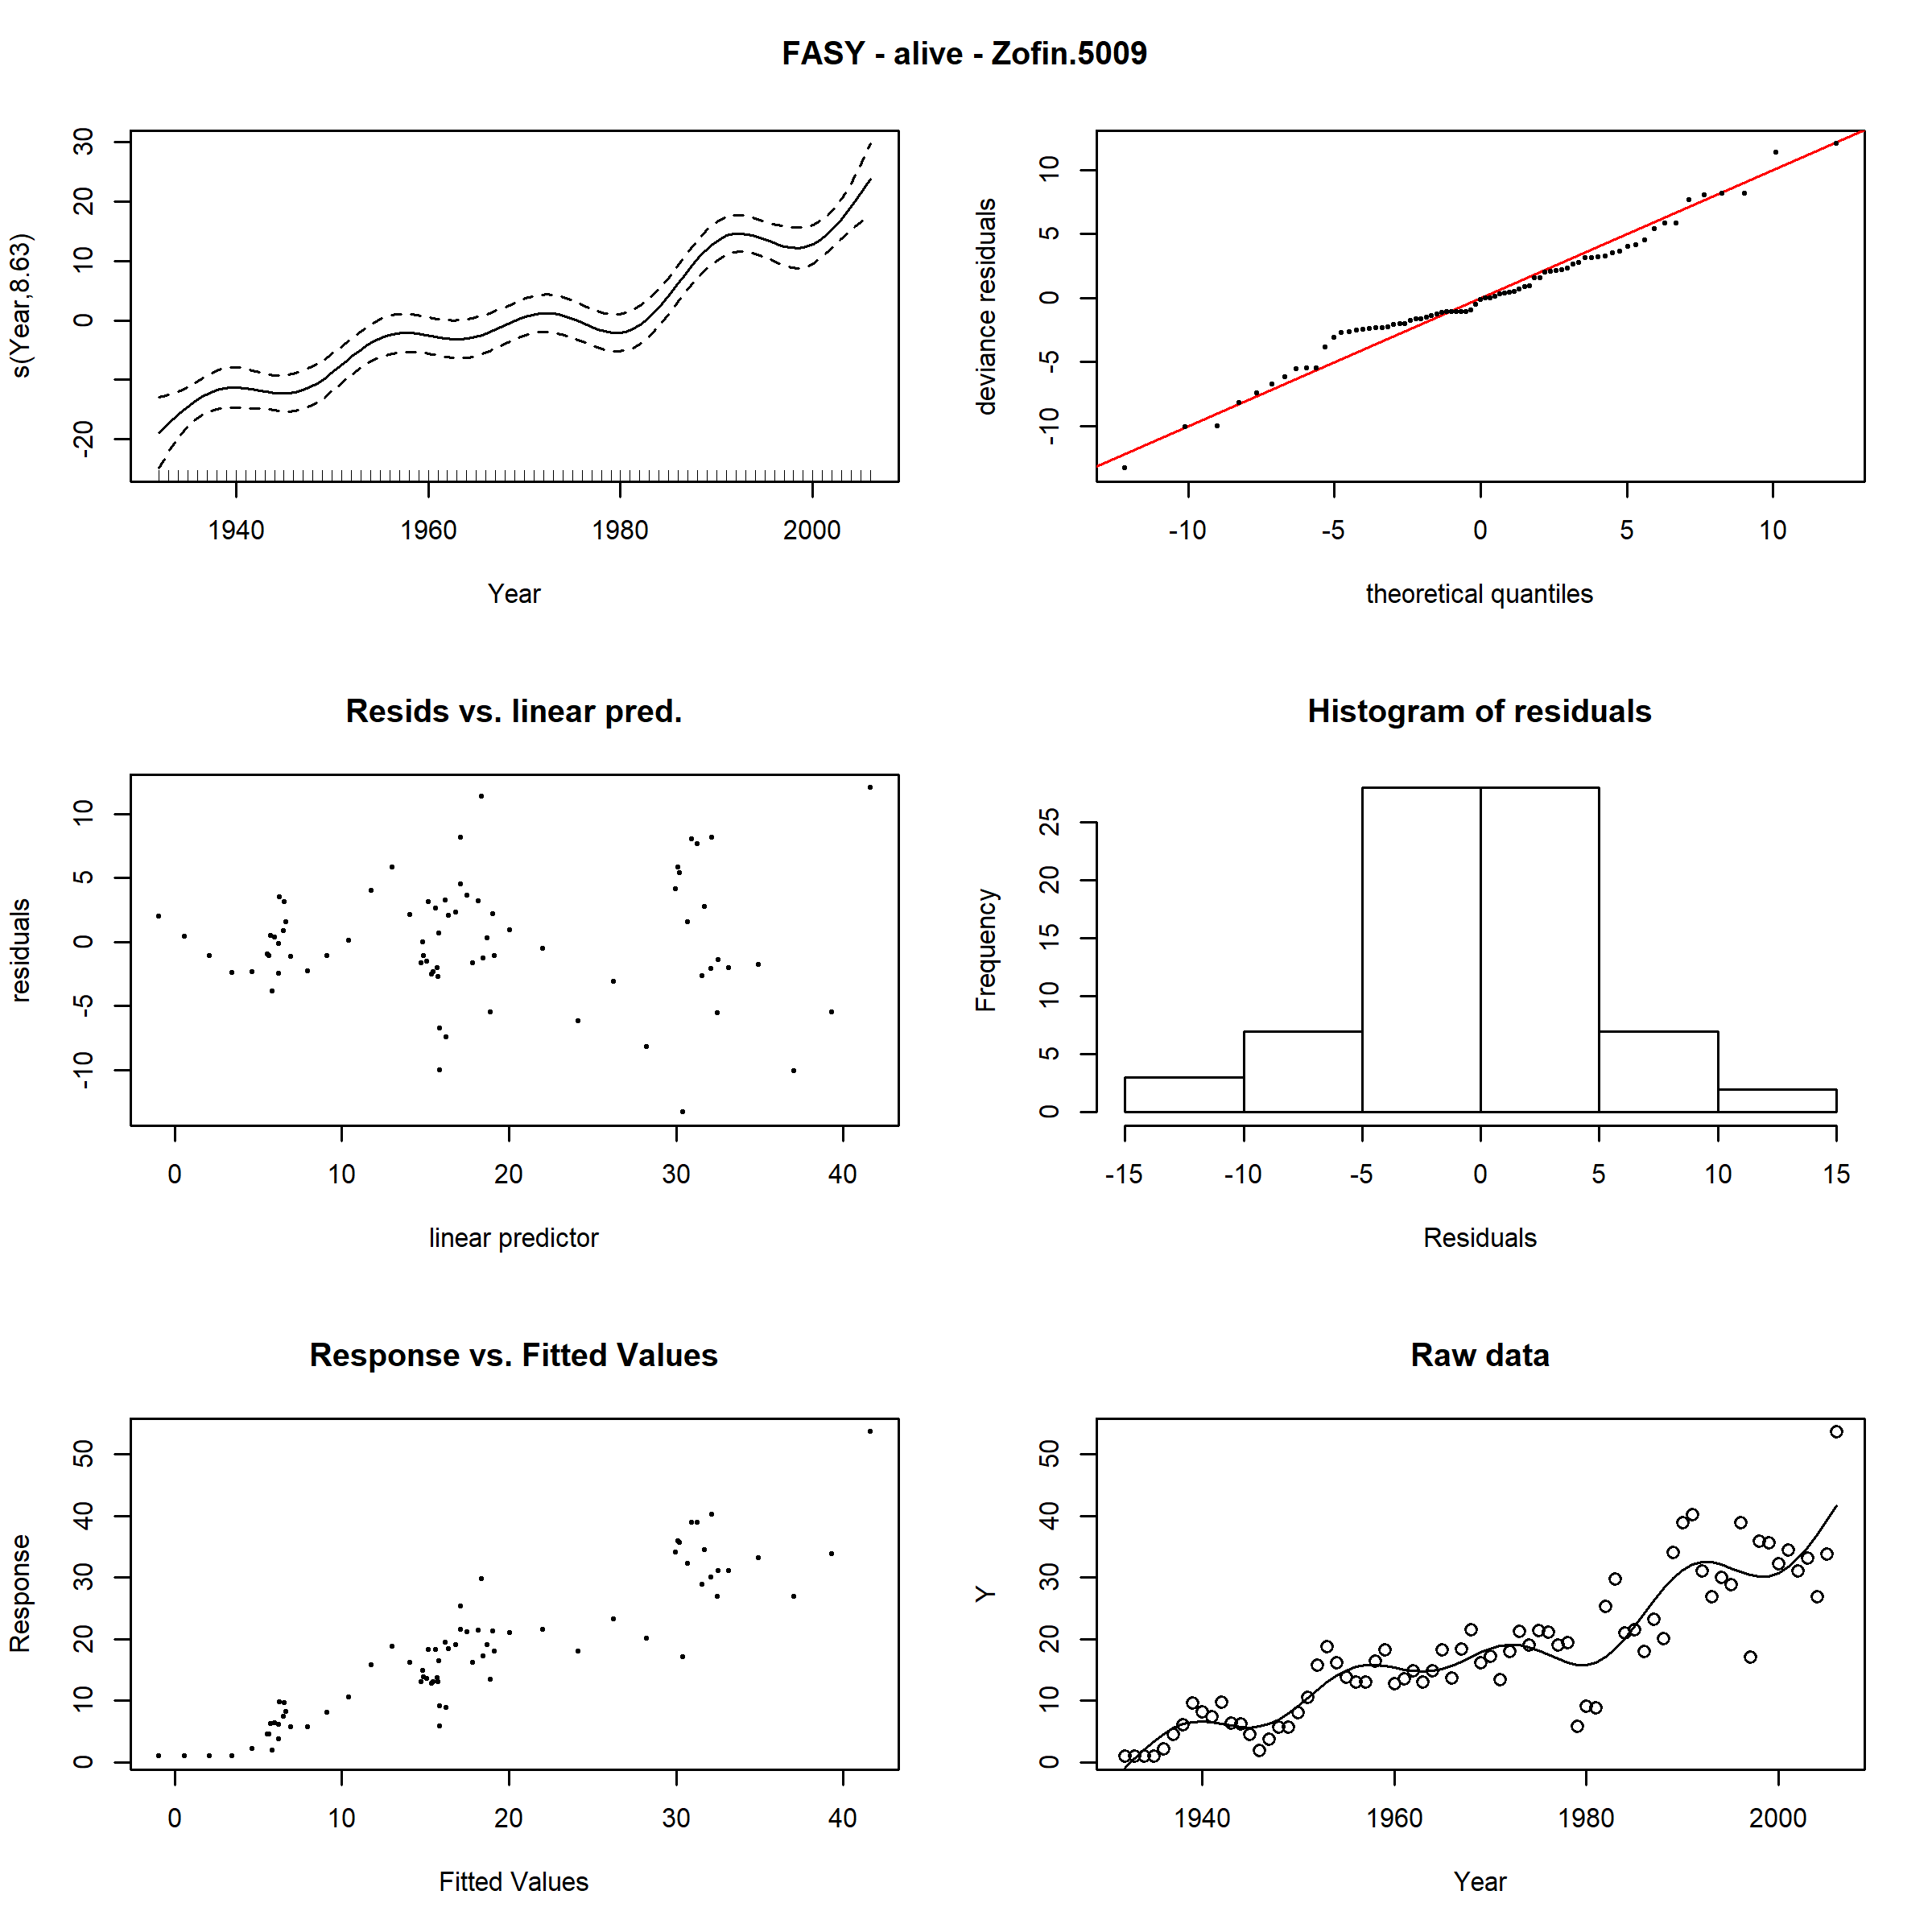 FASY - alive - Zofin.5009
s(Year,8.63)
30
20
10
0
-20
1940 1960 1980 2000
Year
deviance residuals
10
5
0
-5
-10
-10 -5 0 5 10
theoretical quantiles
Resids vs. linear pred.
residuals
10
5
0
-5
-10
0 10 20 30 40
linear predictor
Histogram of residuals
Frequency
25
20
15
10
5
0
-15 -10 -5 0 5 10 15
Residuals
Response vs. Fitted Values
Response
50
40
30
20
10
0
0 10 20 30 40
Fitted Values
Raw data
Y
50
40
30
20
10
0
1940 1960 1980 2000
Year